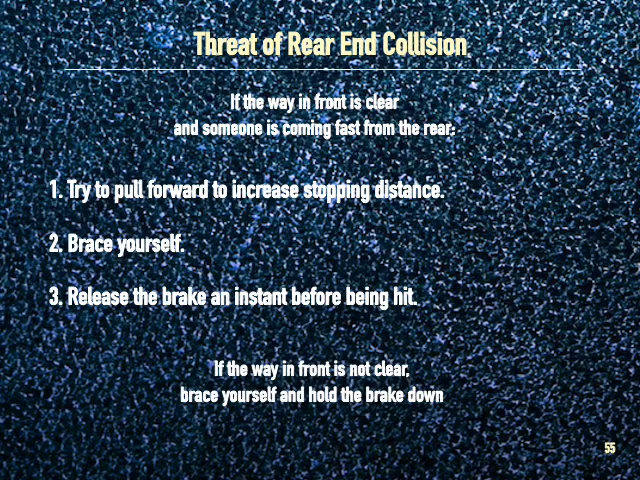 Threat of Rear End Collision
If the way in front is clear
and someone is coming fast from the rear:
1. Try to pull forward to increase stopping distance.
2. Brace yourself.
3. Release the brake an instant before being hit.
If the way in front is not clear,
brace yourself and hold the brake down
55